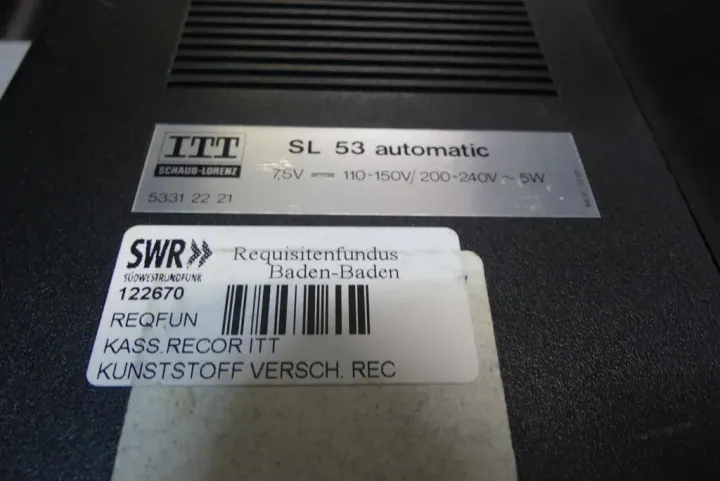 ITT
SCHAUB-LORENZ
SL 53 automatic
7,5V ⎓ 110-150V/ 200-240V ~ 5W
5331 22 21
SWR
SÜDWESTRUNDFUNK
Requisitenfundus
Baden-Baden
122670
REQFUN
KASS.RECOR ITT
KUNSTSTOFF VERSCH. REC